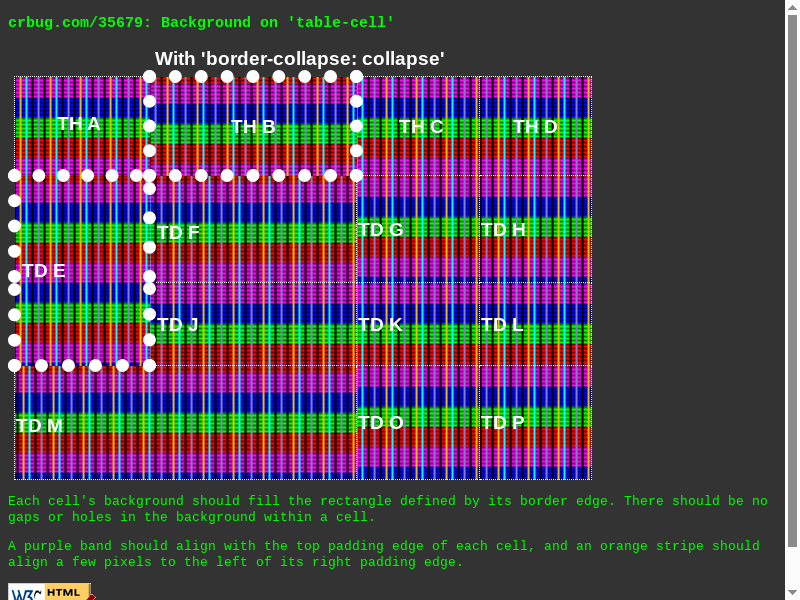 crbug.com/35679: Background on 'table-cell'
With 'border-collapse: collapse'
TH A
TH B
TH C
TH D
TD E
TD F
TD G
TD H
TD J
TD K
TD L
TD M
TD O
TD P
Each cell's background should fill the rectangle defined by its border edge. There should be no
gaps or holes in the background within a cell.
A purple band should align with the top padding edge of each cell, and an orange stripe should
align a few pixels to the left of its right padding edge.
W3C HTML